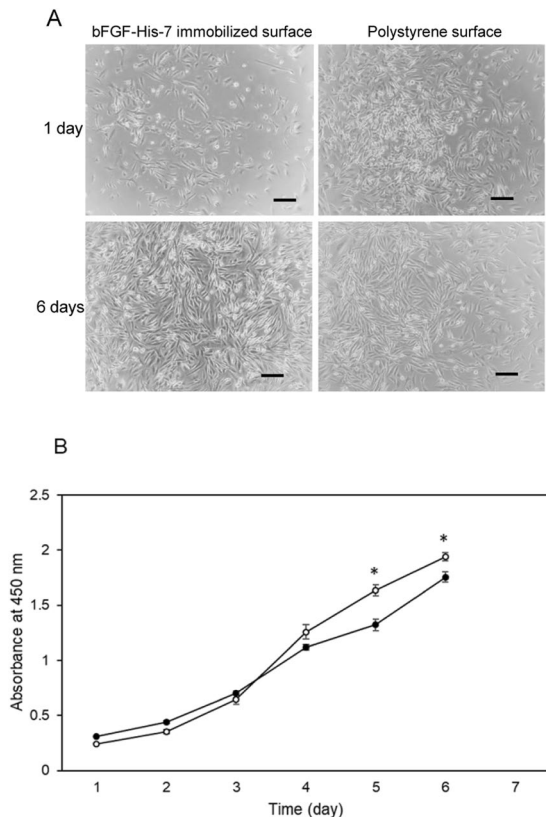 A
bFGF-His-7 immobilized surface
Polystyrene surface
1 day
6 days
B
2.5
2
1.5
1
0.5
0
Absorbance at 450 nm
*
*
1 2 3 4 5 6 7
Time (day)